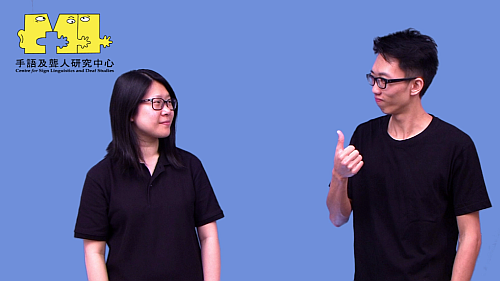 手語及聾人研究中心
Centre for Sign Linguistics and Deaf Studies